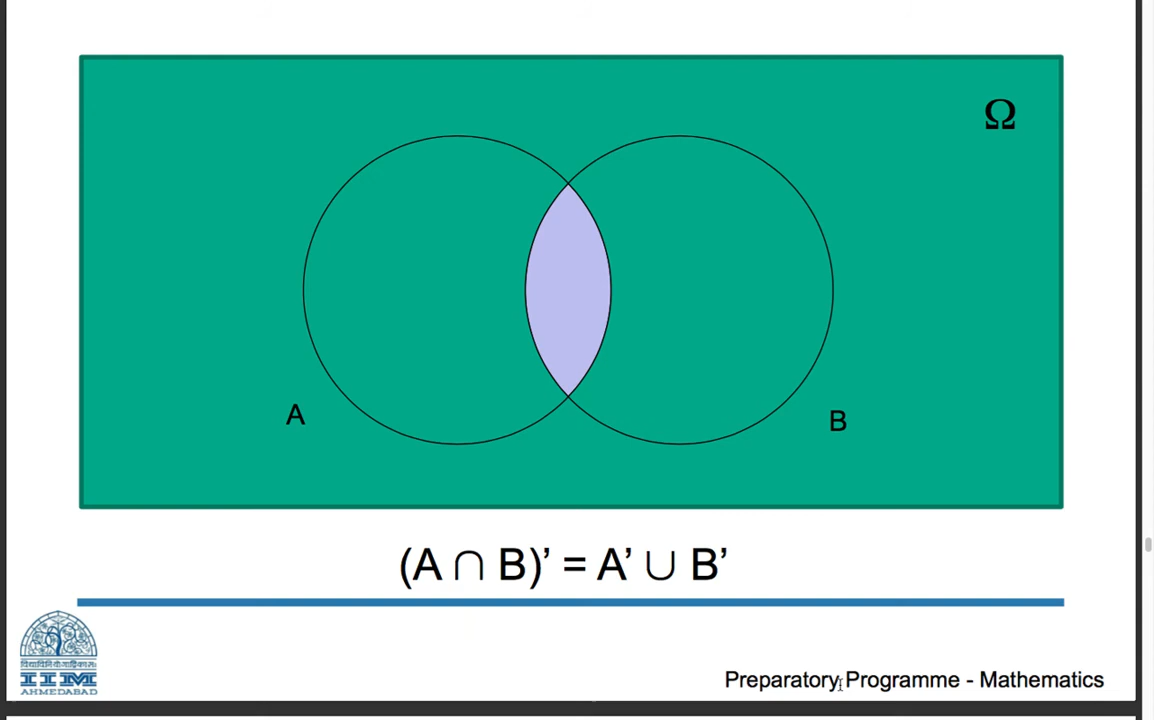 Ω
A
B
(A ∩ B)’ = A’ ∪ B’
IIM
AHMEDABAD
Preparatory Programme - Mathematics